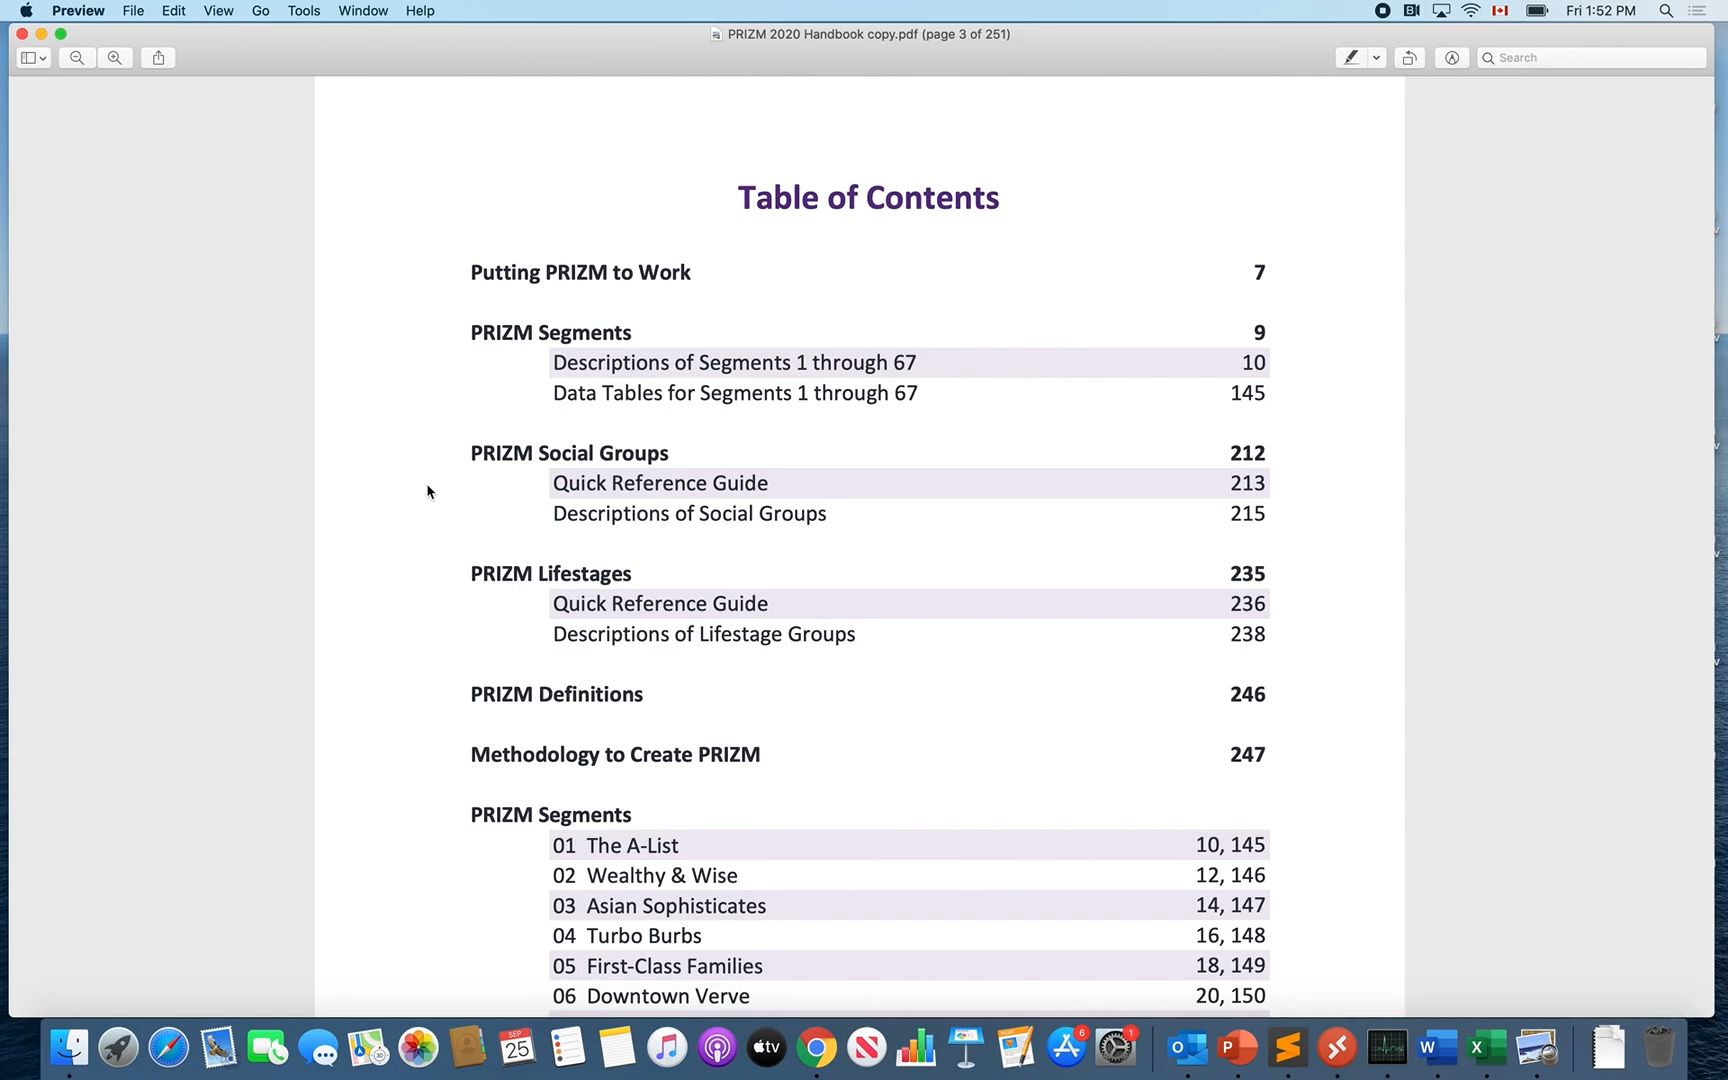 Preview File Edit View Go Tools Window Help Fri 1:52 PM
PRIZM 2020 Handbook copy.pdf (page 3 of 251)
Search
Table of Contents
Putting PRIZM to Work 7
PRIZM Segments 9
Descriptions of Segments 1 through 67 10
Data Tables for Segments 1 through 67 145
PRIZM Social Groups 212
Quick Reference Guide 213
Descriptions of Social Groups 215
PRIZM Lifestages 235
Quick Reference Guide 236
Descriptions of Lifestage Groups 238
PRIZM Definitions 246
Methodology to Create PRIZM 247
PRIZM Segments
01 The A-List 10, 145
02 Wealthy & Wise 12, 146
03 Asian Sophisticates 14, 147
04 Turbo Burbs 16, 148
05 First-Class Families 18, 149
06 Downtown Verve 20, 150
SEP 25 tv 6 1 P W X